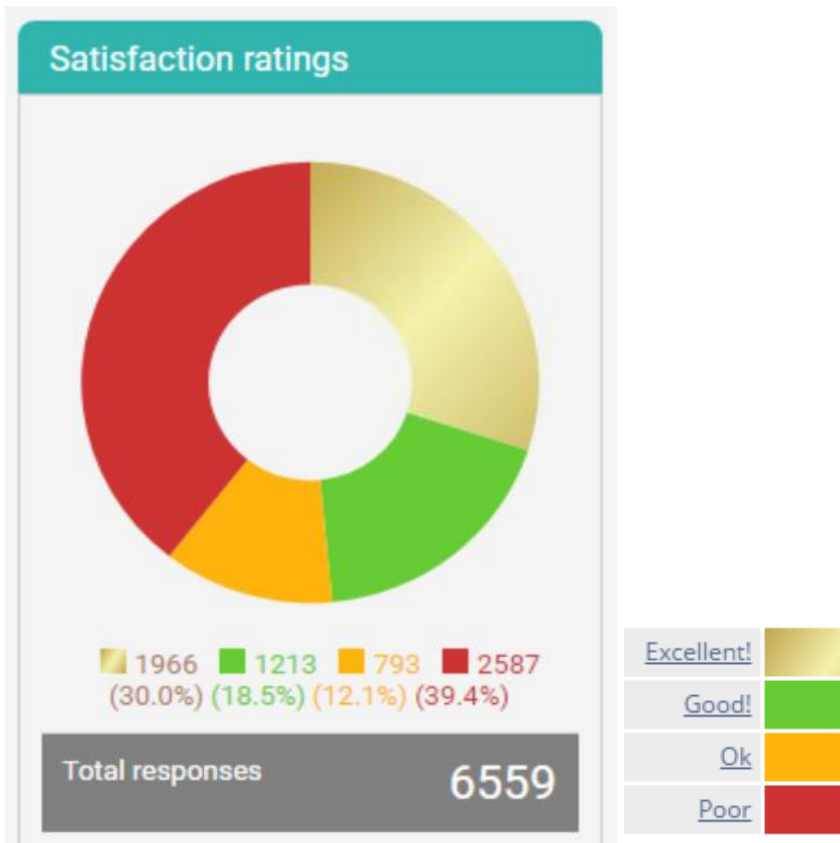 Satisfaction ratings
1966 1213 793 2587
(30.0%) (18.5%) (12.1%) (39.4%)
Total responses 6559
Excellent!
Good!
Ok
Poor